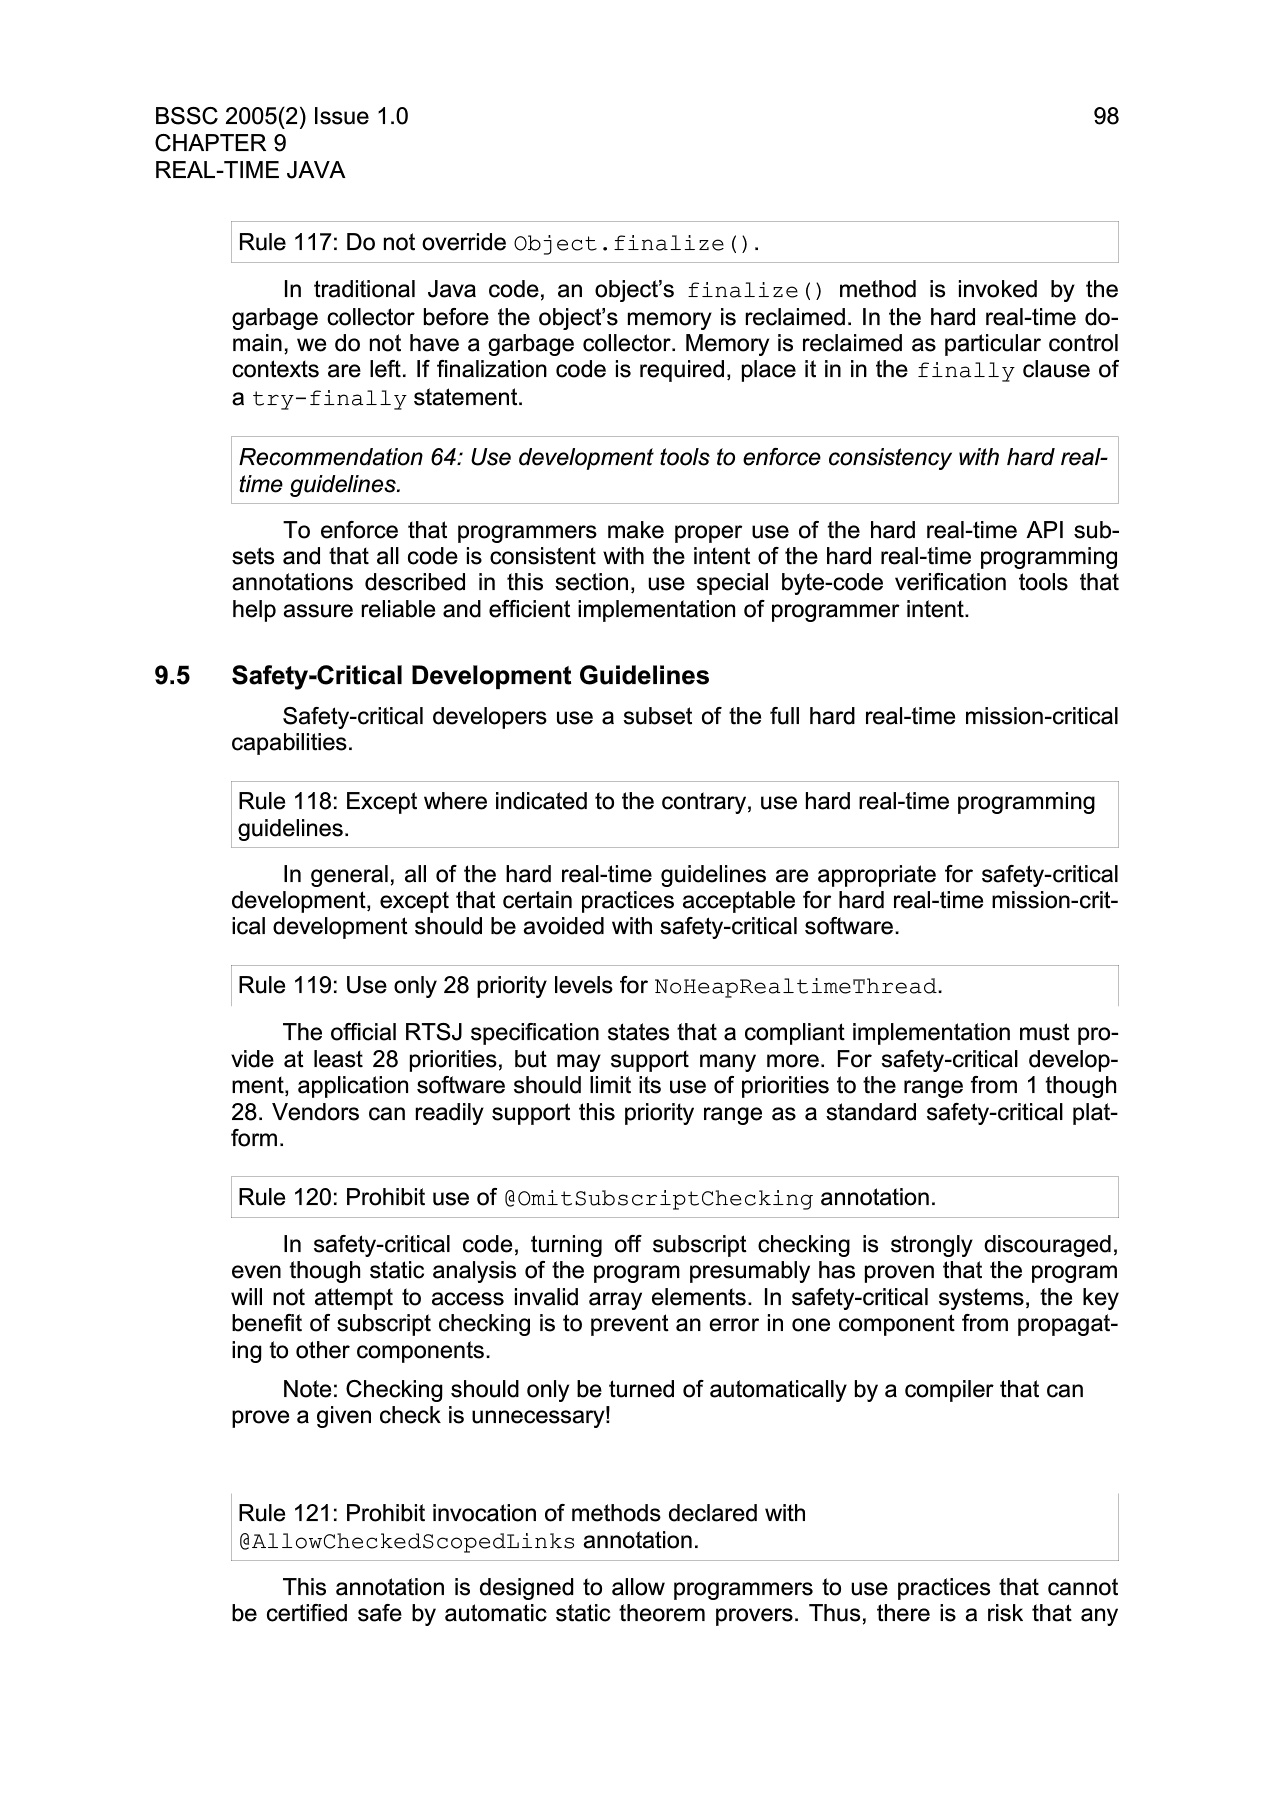 BSSC 2005(2) Issue 1.0 98
CHAPTER 9
REAL-TIME JAVA
Rule 117: Do not override Object.finalize().
In traditional Java code, an object’s finalize() method is invoked by the
garbage collector before the object’s memory is reclaimed. In the hard real-time do-
main, we do not have a garbage collector. Memory is reclaimed as particular control
contexts are left. If finalization code is required, place it in in the finally clause of
a try-finally statement.
Recommendation 64: Use development tools to enforce consistency with hard real-
time guidelines.
To enforce that programmers make proper use of the hard real-time API sub-
sets and that all code is consistent with the intent of the hard real-time programming
annotations described in this section, use special byte-code verification tools that
help assure reliable and efficient implementation of programmer intent.
9.5 Safety-Critical Development Guidelines
Safety-critical developers use a subset of the full hard real-time mission-critical
capabilities.
Rule 118: Except where indicated to the contrary, use hard real-time programming
guidelines.
In general, all of the hard real-time guidelines are appropriate for safety-critical
development, except that certain practices acceptable for hard real-time mission-crit-
ical development should be avoided with safety-critical software.
Rule 119: Use only 28 priority levels for NoHeapRealtimeThread.
The official RTSJ specification states that a compliant implementation must pro-
vide at least 28 priorities, but may support many more. For safety-critical develop-
ment, application software should limit its use of priorities to the range from 1 though
28. Vendors can readily support this priority range as a standard safety-critical plat-
form.
Rule 120: Prohibit use of @OmitSubscriptChecking annotation.
In safety-critical code, turning off subscript checking is strongly discouraged,
even though static analysis of the program presumably has proven that the program
will not attempt to access invalid array elements. In safety-critical systems, the key
benefit of subscript checking is to prevent an error in one component from propagat-
ing to other components.
Note: Checking should only be turned of automatically by a compiler that can
prove a given check is unnecessary!
Rule 121: Prohibit invocation of methods declared with
@AllowCheckedScopedLinks annotation.
This annotation is designed to allow programmers to use practices that cannot
be certified safe by automatic static theorem provers. Thus, there is a risk that any